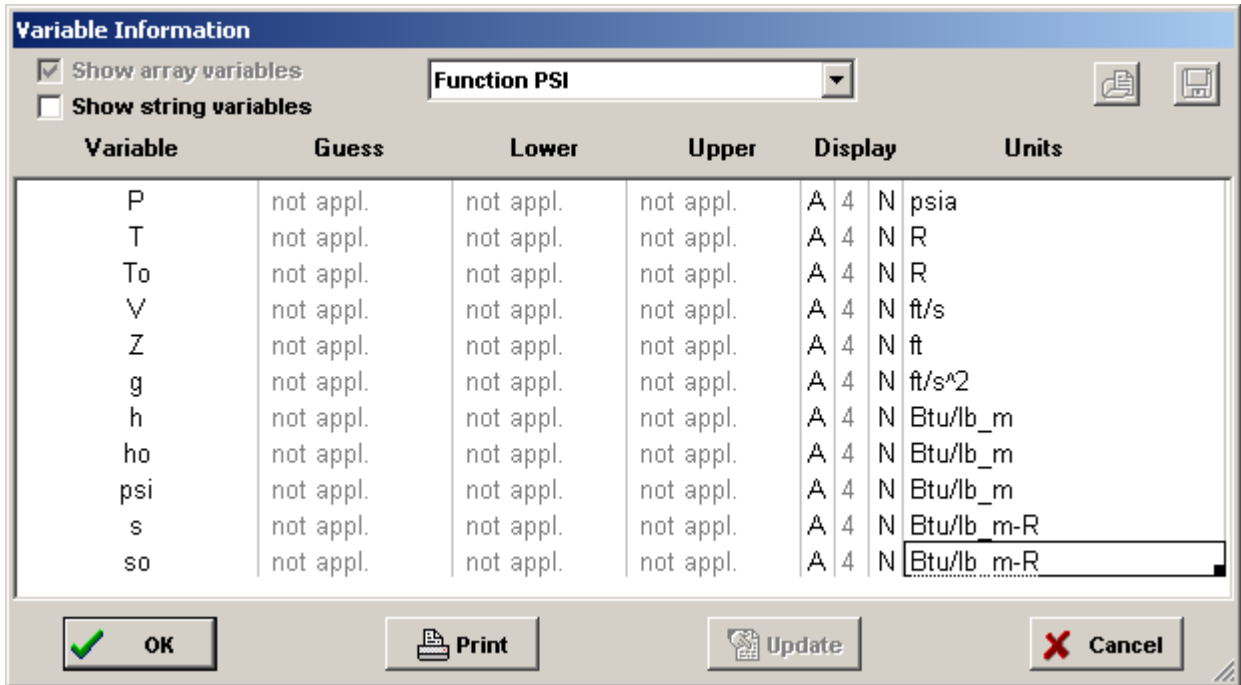 Variable Information
Show array variables
Function PSI
Show string variables
Variable Guess Lower Upper Display Units
P not appl. not appl. not appl. A 4 N psia
T not appl. not appl. not appl. A 4 N R
To not appl. not appl. not appl. A 4 N R
V not appl. not appl. not appl. A 4 N ft/s
Z not appl. not appl. not appl. A 4 N ft
g not appl. not appl. not appl. A 4 N ft/s^2
h not appl. not appl. not appl. A 4 N Btu/lb_m
ho not appl. not appl. not appl. A 4 N Btu/lb_m
psi not appl. not appl. not appl. A 4 N Btu/lb_m
s not appl. not appl. not appl. A 4 N Btu/lb_m-R
so not appl. not appl. not appl. A 4 N Btu/lb_m-R
OK Print Update Cancel